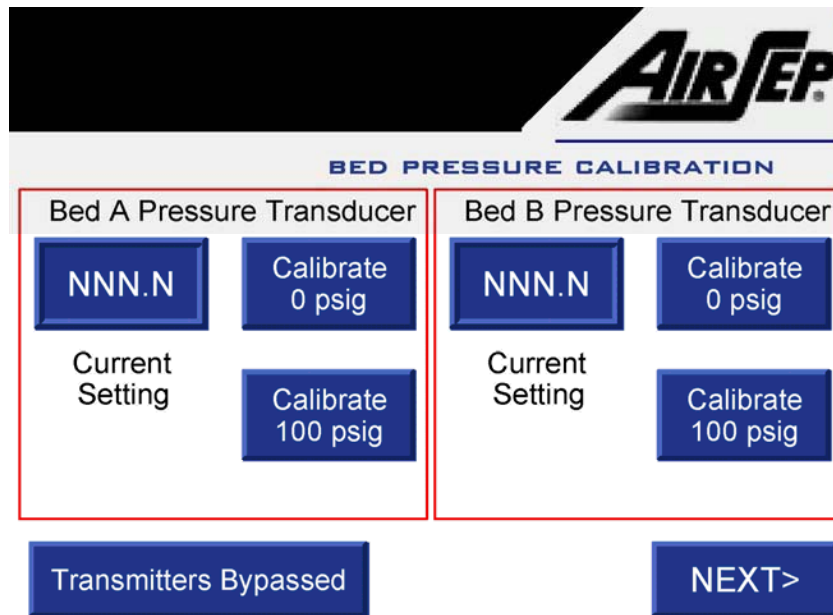 AIRSEP®
BED PRESSURE CALIBRATION
Bed A Pressure Transducer
NNN.N
Calibrate
0 psig
Current
Setting
Calibrate
100 psig
Bed B Pressure Transducer
NNN.N
Calibrate
0 psig
Current
Setting
Calibrate
100 psig
Transmitters Bypassed
NEXT>